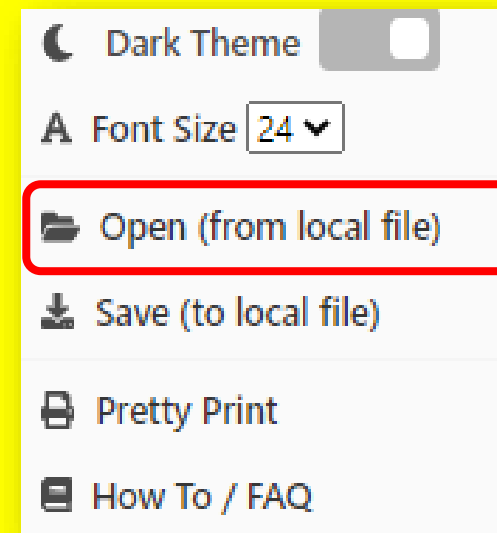 Dark Theme
Font Size 24
Open (from local file)
Save (to local file)
Pretty Print
How To / FAQ